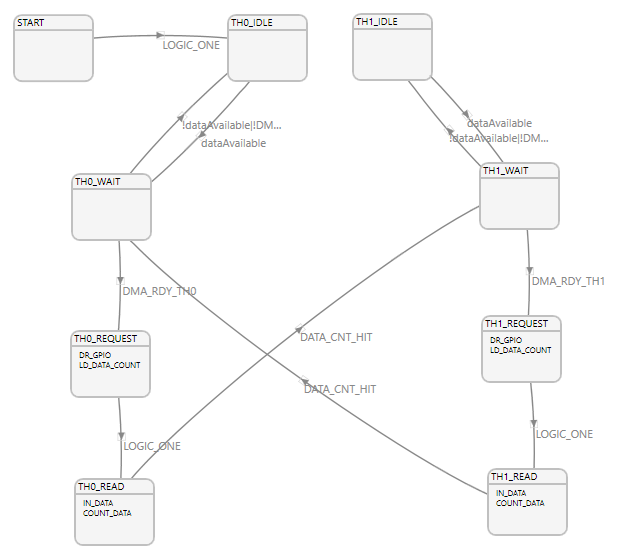 START
TH0_IDLE
TH1_IDLE
LOGIC_ONE
!dataAvailable|!DM...
dataAvailable
dataAvailable
!dataAvailable|!DM...
TH0_WAIT
TH1_WAIT
DMA_RDY_TH0
DMA_RDY_TH1
TH0_REQUEST
DR_GPIO
LD_DATA_COUNT
DATA_CNT_HIT
TH1_REQUEST
DR_GPIO
LD_DATA_COUNT
DATA_CNT_HIT
LOGIC_ONE
LOGIC_ONE
TH0_READ
IN_DATA
COUNT_DATA
TH1_READ
IN_DATA
COUNT_DATA